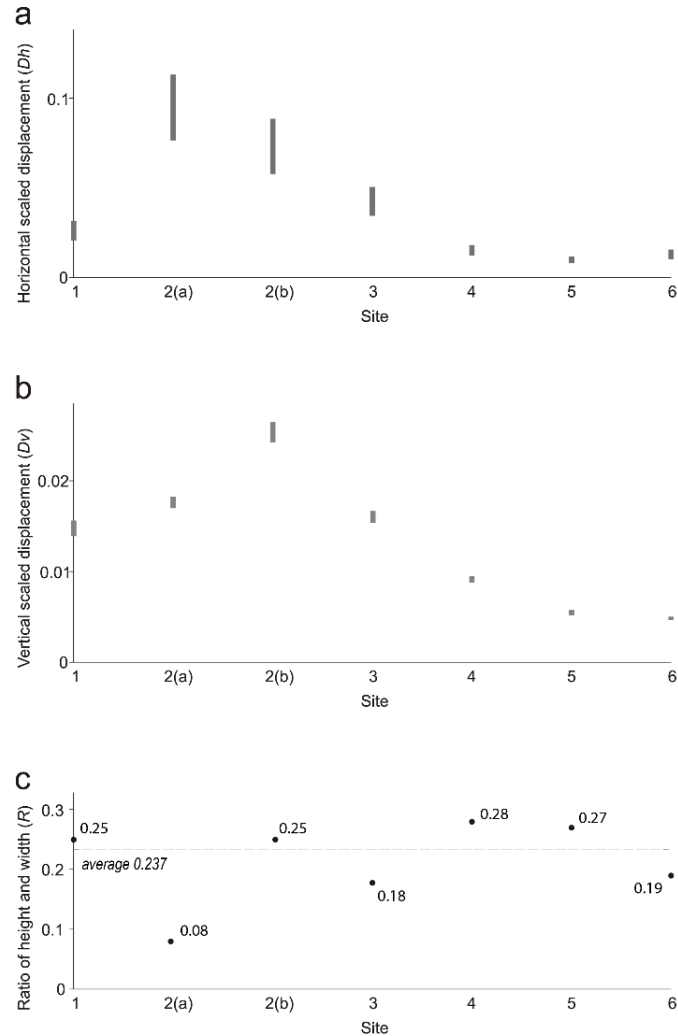 a
Horizontal scaled displacement (Dh)
0.1
0
1 2(a) 2(b) 3 4 5 6
Site
b
Vertical scaled displacement (Dv)
0.02
0.01
0
1 2(a) 2(b) 3 4 5 6
Site
c
Ratio of height and width (R)
0.3
0.2
0.1
0
0.25 0.25 0.28 0.27
average 0.237
0.18 0.19
0.08
1 2(a) 2(b) 3 4 5 6
Site